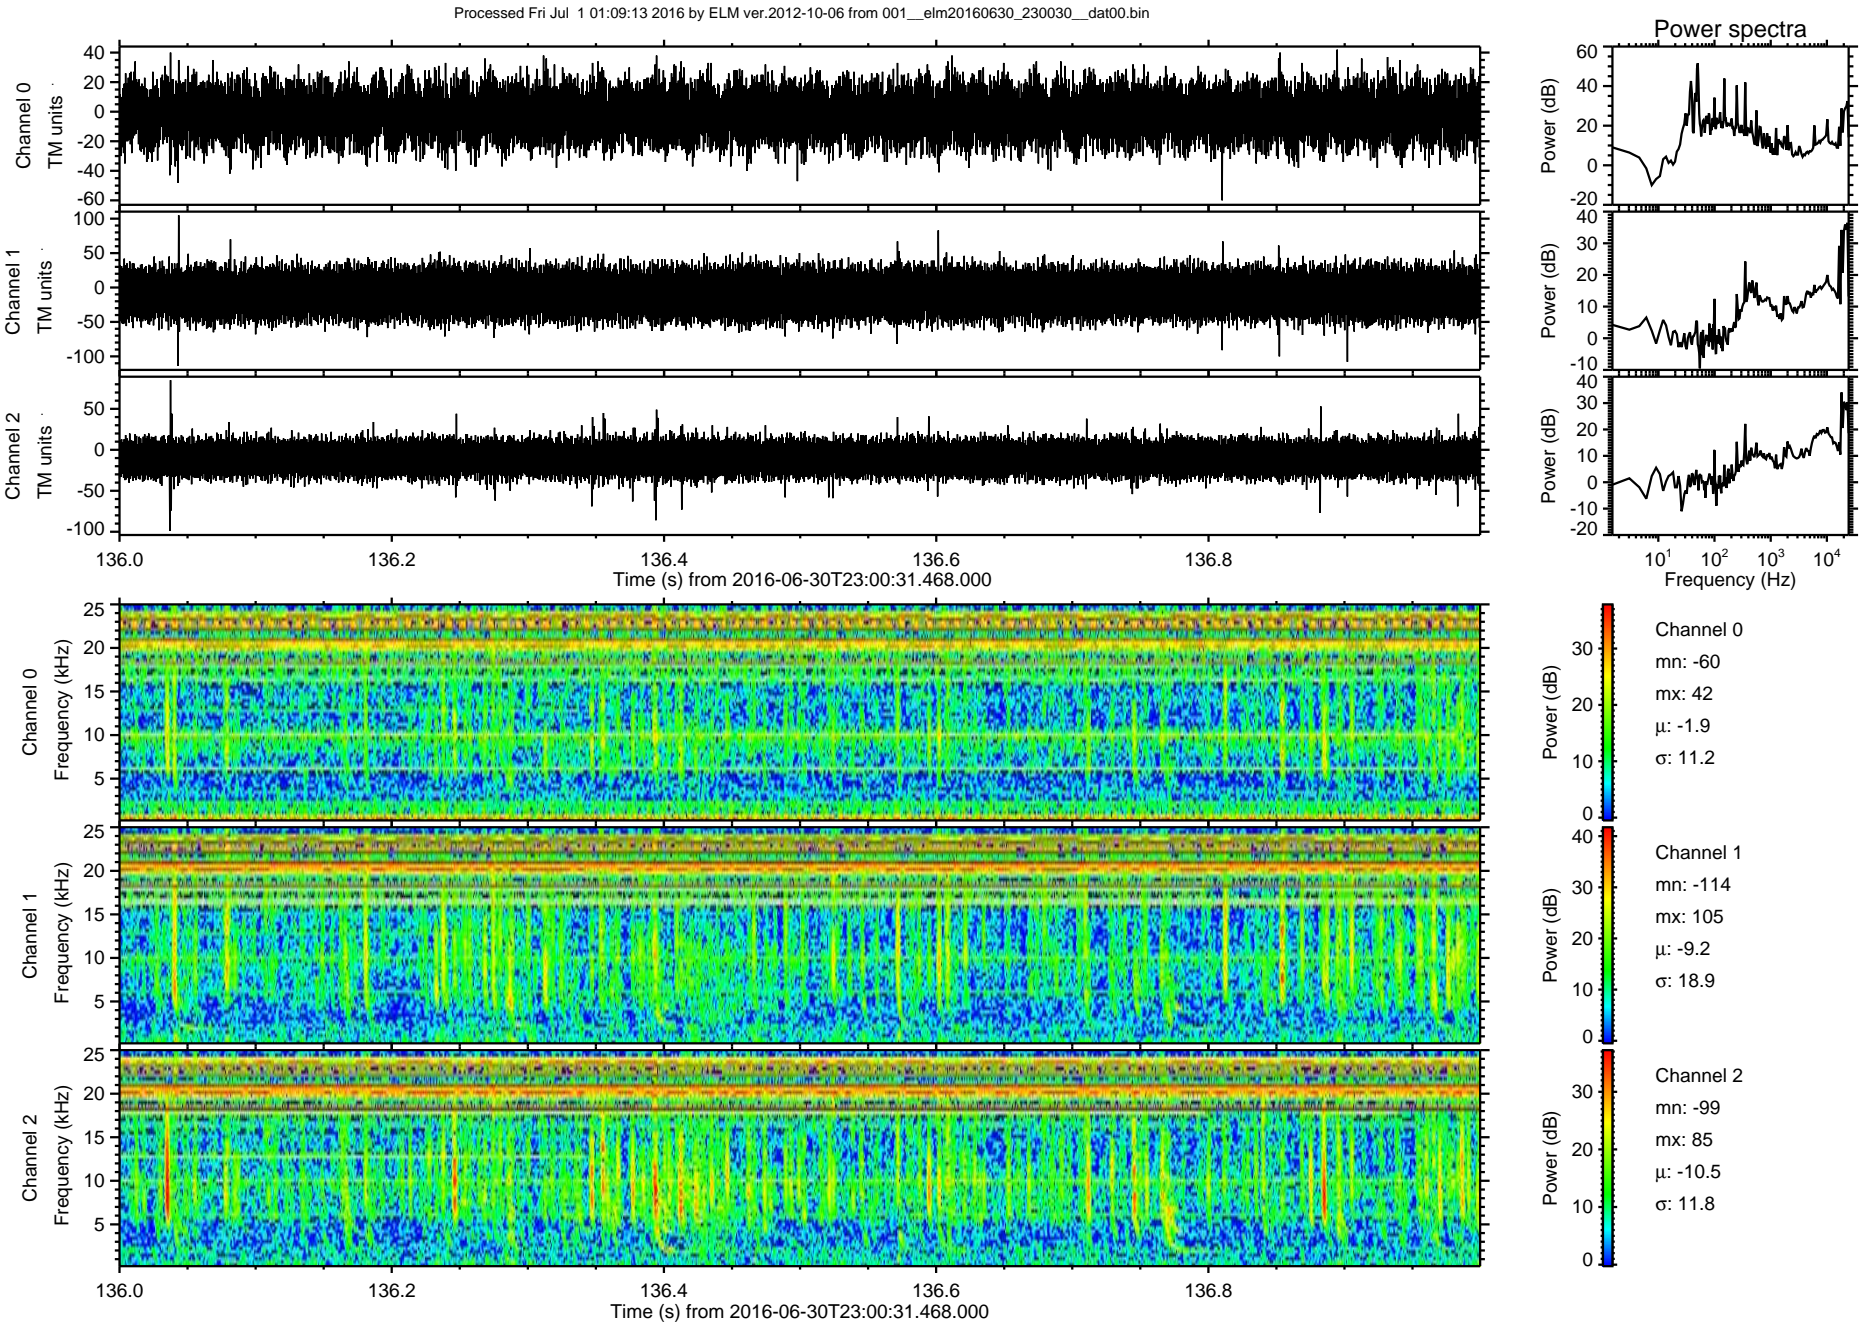 Processed Fri Jul 1 01:09:13 2016 by ELM ver.2012-10-06 from 001__elm20160630_230030__dat00.bin
Power spectra
Channel 0
TM units
40
20
0
-20
-40
-60
Power (dB)
60
40
20
0
-20
Channel 1
TM units
100
50
0
-50
-100
Power (dB)
40
30
20
10
0
-10
Channel 2
TM units
50
0
-50
-100
Power (dB)
40
30
20
10
0
-10
-20
136.0 136.2 136.4 136.6 136.8
Time (s) from 2016-06-30T23:00:31.468.000
10^1 10^2 10^3 10^4
Frequency (Hz)
Channel 0
Frequency (kHz)
25
20
15
10
5
Power (dB)
30
20
10
0
Channel 0
mn: -60
mx: 42
μ: -1.9
σ: 11.2
Channel 1
Frequency (kHz)
25
20
15
10
5
Power (dB)
40
30
20
10
0
Channel 1
mn: -114
mx: 105
μ: -9.2
σ: 18.9
Channel 2
Frequency (kHz)
25
20
15
10
5
Power (dB)
30
20
10
0
Channel 2
mn: -99
mx: 85
μ: -10.5
σ: 11.8
136.0 136.2 136.4 136.6 136.8
Time (s) from 2016-06-30T23:00:31.468.000